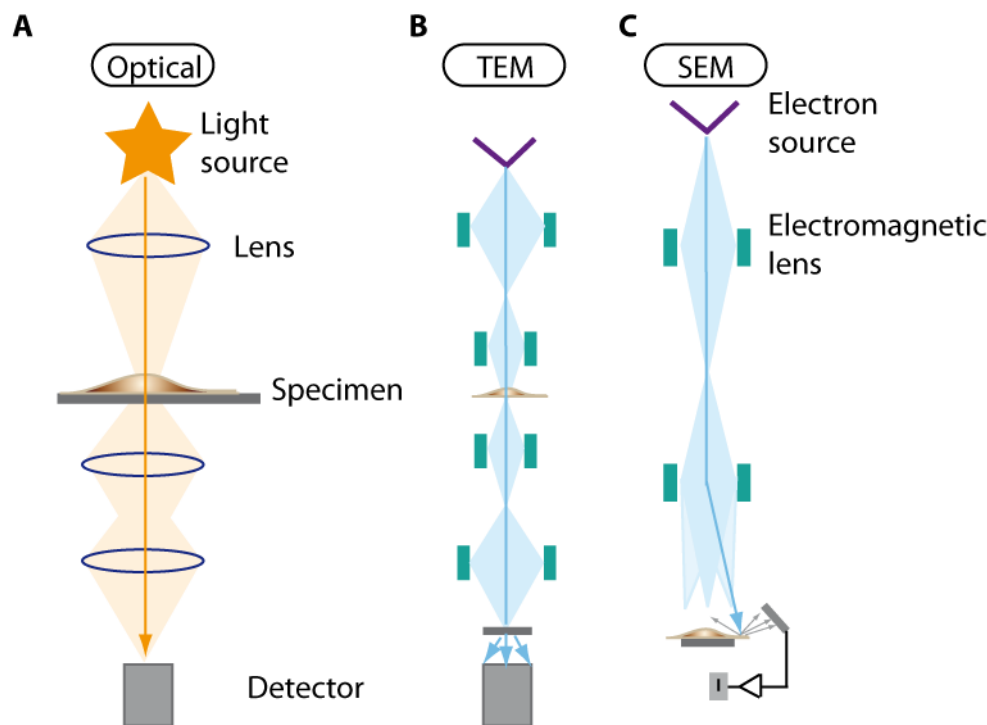 A
B
C
Optical
TEM
SEM
Light
source
Electron
source
Lens
Electromagnetic
lens
Specimen
Detector
I